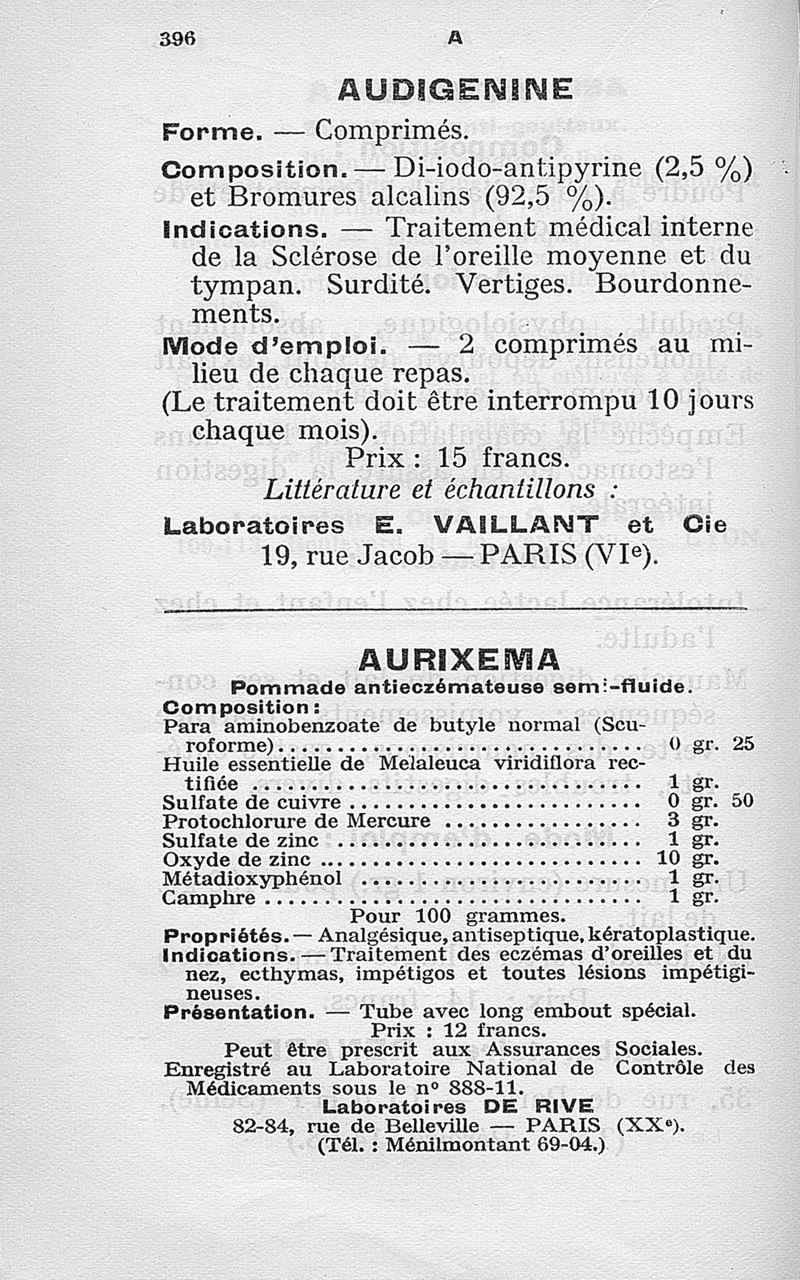 396 A
AUDIGENINE
Forme. — Comprimés.
Composition. — Di-iodo-antipyrine (2,5 %)
et Bromures alcalins (92,5 %).
Indications. — Traitement médical interne
de la Sclérose de l'oreille moyenne et du
tympan. Surdité. Vertiges. Bourdonne-
ments.
Mode d'emploi. — 2 comprimés au mi-
lieu de chaque repas.
(Le traitement doit être interrompu 10 jours
chaque mois).
Prix : 15 francs.
Littérature et échantillons :
Laboratoires E. VAILLANT et Cie
19, rue Jacob — PARIS (VIe).
AURIXEMA
Pommade antieczémateuse semi-fluide.
Composition :
Para aminobenzoate de butyle normal (Scu-
roforme)................................ 0 gr. 25
Huile essentielle de Melaleuca viridiflora rec-
tifiée .................................. 1 gr.
Sulfate de cuivre .......................... 0 gr. 50
Protochlorure de Mercure ................. 3 gr.
Sulfate de zinc ........................... 1 gr.
Oxyde de zinc ............................. 10 gr.
Métadioxyphénol ......................... 1 gr.
Camphre ................................. 1 gr.
Pour 100 grammes.
Propriétés. — Analgésique, antiseptique, kératoplastique.
Indications. — Traitement des eczémas d'oreilles et du
nez, ecthymas, impétigos et toutes lésions impétigi-
neuses.
Présentation. — Tube avec long embout spécial.
Prix : 12 francs.
Peut être prescrit aux Assurances Sociales.
Enregistré au Laboratoire National de Contrôle des
Médicaments sous le n° 888-11.
Laboratoires DE RIVE
82-84, rue de Belleville — PARIS (XXe).
(Tél. : Ménilmontant 69-04.)